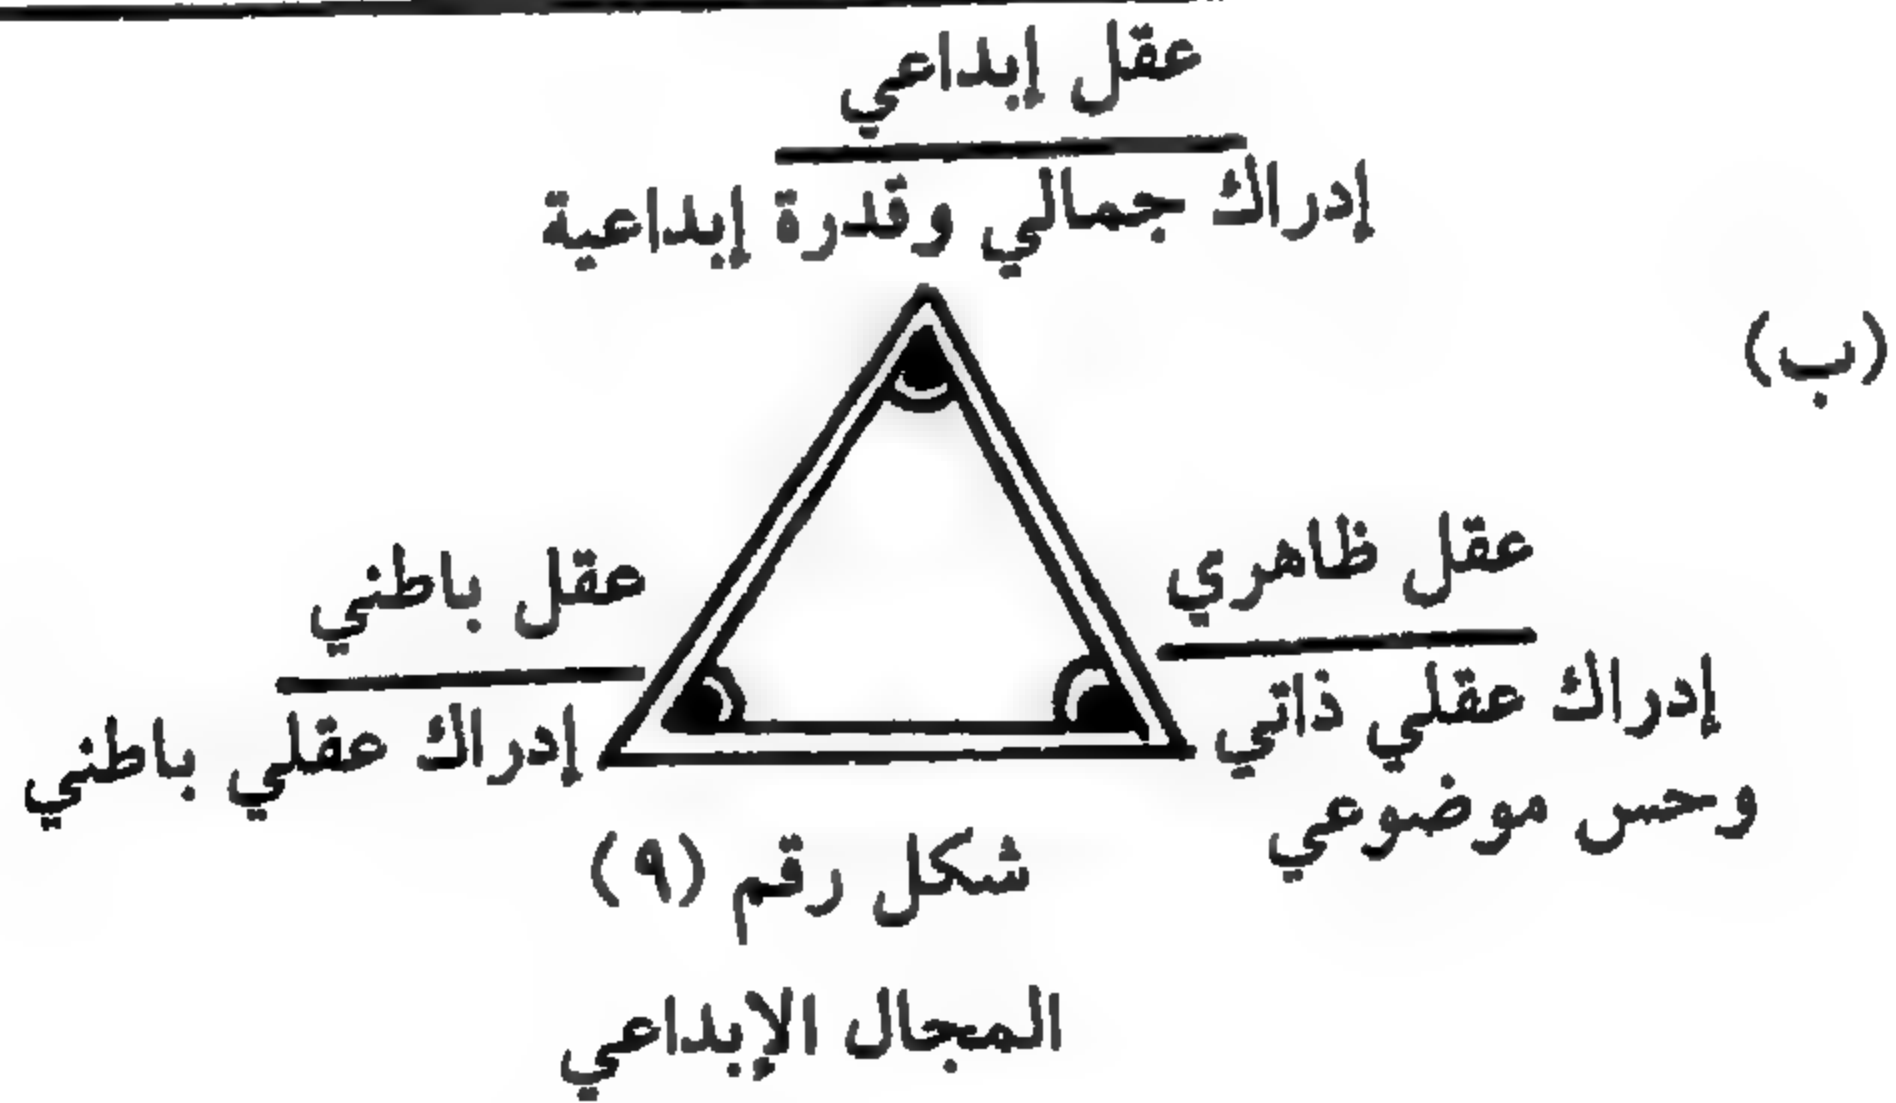 عقل إبداعي
إدراك جمالي وقدرة إبداعية
(ب)
عقل ظاهري
إدراك عقلي ذاتي
وحس موضوعي
عقل باطني
إدراك عقلي باطني
شكل رقم (٩)
المجال الإبداعي